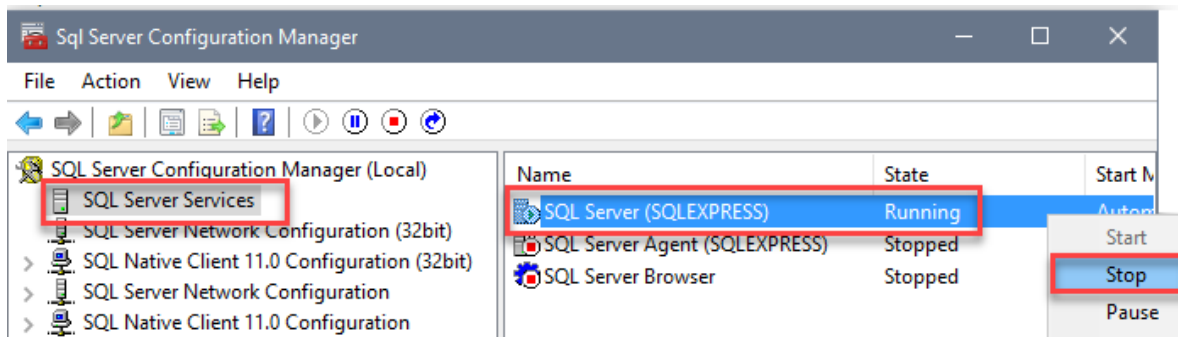 Sql Server Configuration Manager
File Action View Help
SQL Server Configuration Manager (Local)
SQL Server Services
SQL Server Network Configuration (32bit)
SQL Native Client 11.0 Configuration (32bit)
SQL Server Network Configuration
SQL Native Client 11.0 Configuration
Name State Start M
SQL Server (SQLEXPRESS) Running Autom
SQL Server Agent (SQLEXPRESS) Stopped
SQL Server Browser Stopped
Start
Stop
Pause